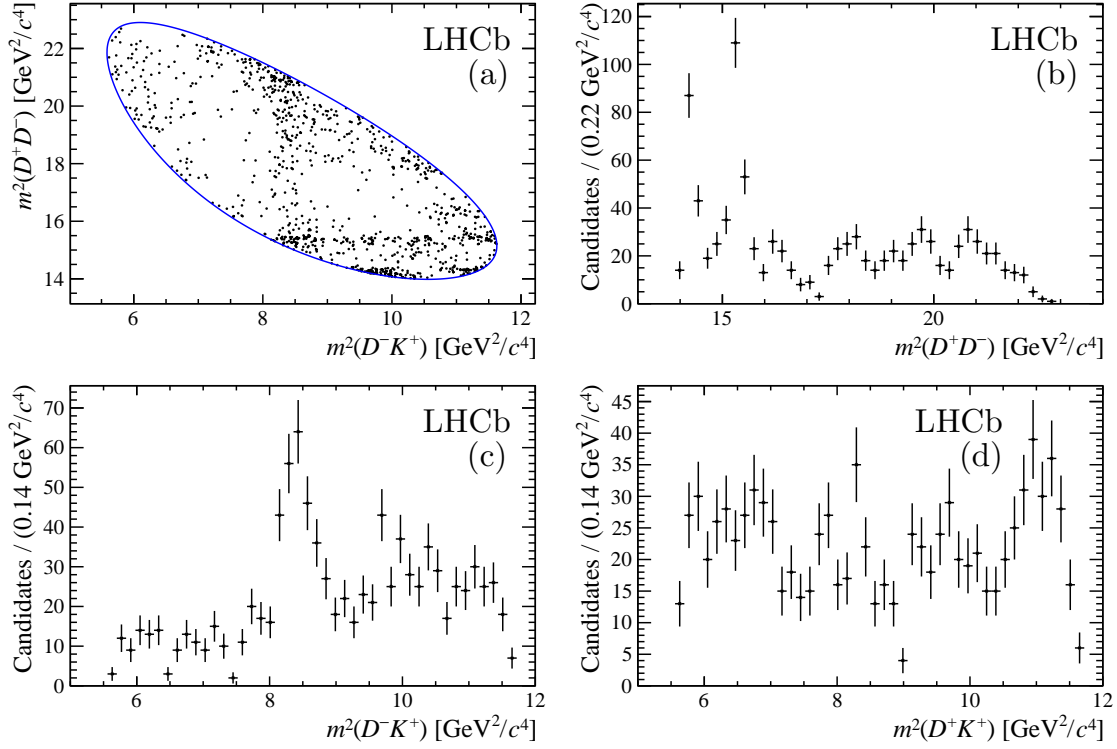 LHCb
(a)
m²(D⁺D⁻) [GeV²/c⁴]
22
20
18
16
14
6
8
10
12
m²(D⁻K⁺) [GeV²/c⁴]
LHCb
(b)
Candidates / (0.22 GeV²/c⁴)
120
100
80
60
40
20
0
15
20
m²(D⁺D⁻) [GeV²/c⁴]
LHCb
(c)
Candidates / (0.14 GeV²/c⁴)
70
60
50
40
30
20
10
0
6
8
10
12
m²(D⁻K⁺) [GeV²/c⁴]
LHCb
(d)
Candidates / (0.14 GeV²/c⁴)
45
40
35
30
25
20
15
10
5
0
6
8
10
12
m²(D⁺K⁺) [GeV²/c⁴]